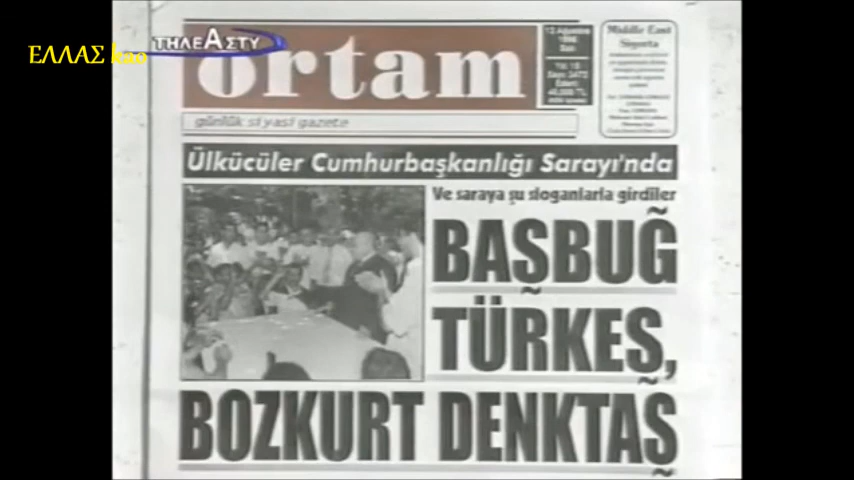 ΕΛΛΑΣ kao
ΤΗΛΕΑΣΤΥ
ortam
günlük siyasi gazete
Middle East
Sigorta
Ülkücüler Cumhurbaşkanlığı Sarayı'nda
Ve saraya şu sloganlarla girdiler
BAŞBUĞ
TÜRKEŞ,
BOZKURT DENKTAŞ